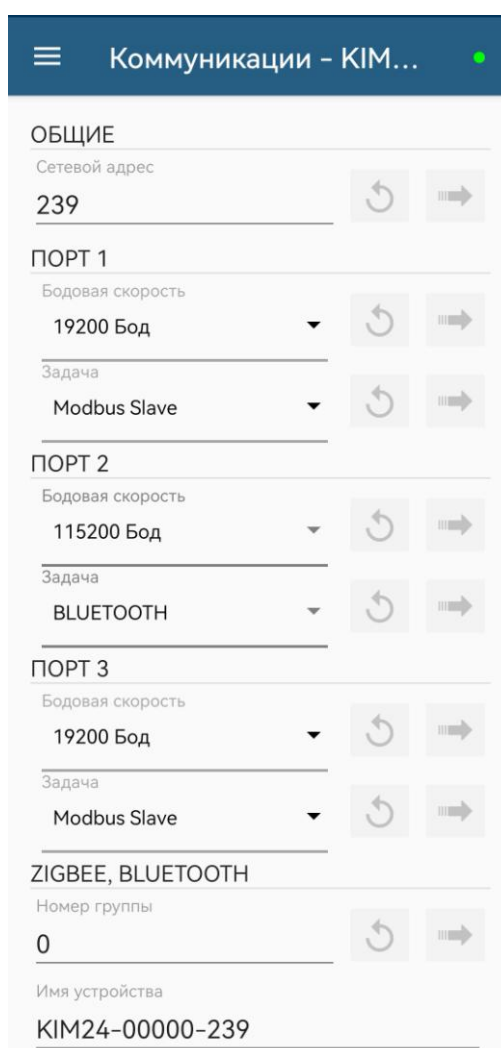 Коммуникации - KIM...
ОБЩИЕ
Сетевой адрес
239
ПОРТ 1
Бодовая скорость
19200 Бод
Задача
Modbus Slave
ПОРТ 2
Бодовая скорость
115200 Бод
Задача
BLUETOOTH
ПОРТ 3
Бодовая скорость
19200 Бод
Задача
Modbus Slave
ZIGBEE, BLUETOOTH
Номер группы
0
Имя устройства
KIM24-00000-239